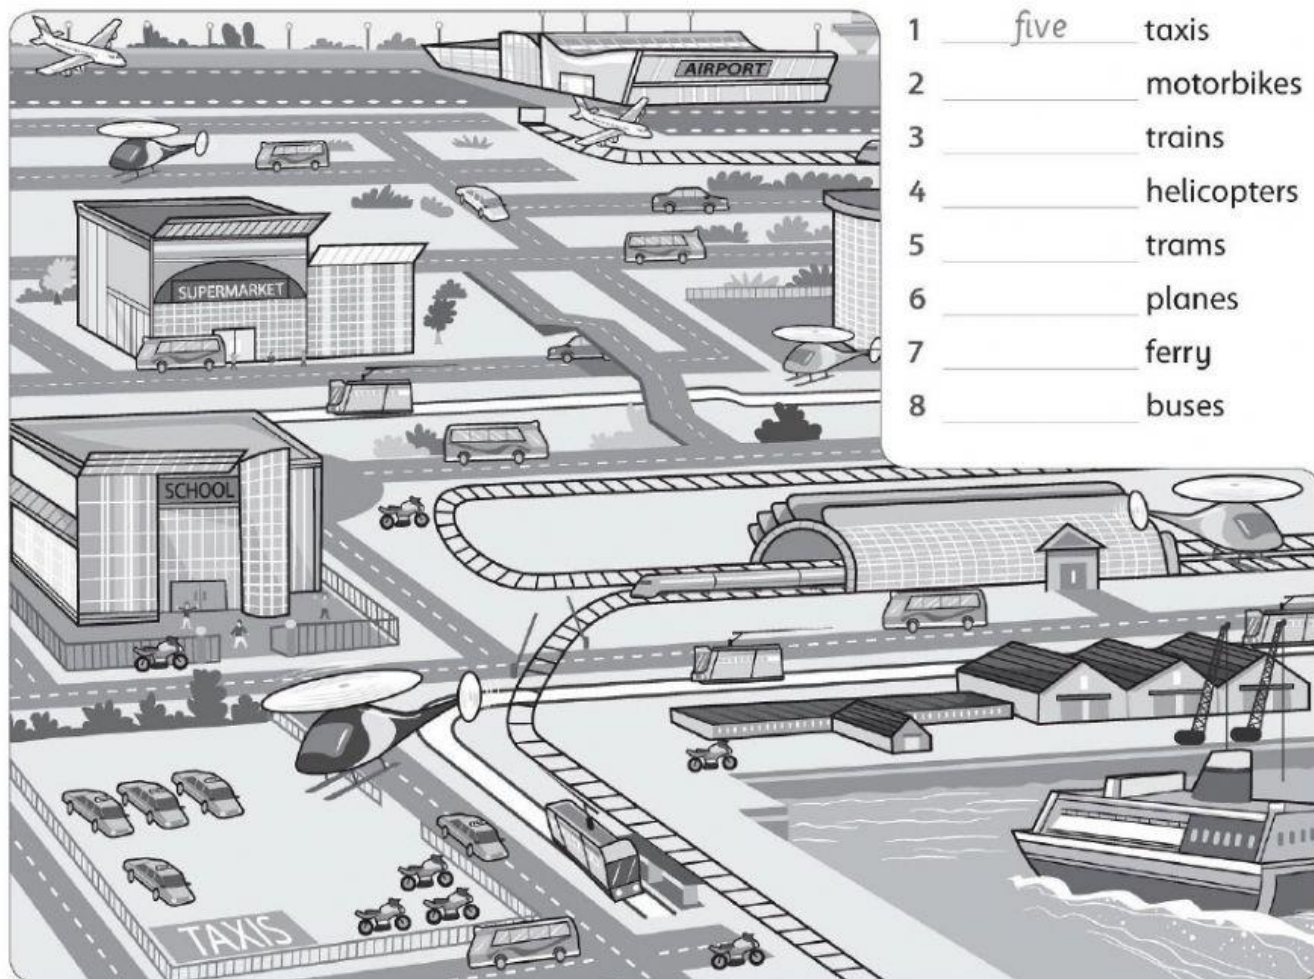 1 five taxis
2 motorbikes
3 trains
4 helicopters
5 trams
6 planes
7 ferry
8 buses
AIRPORT
SUPERMARKET
SCHOOL
TAXIS